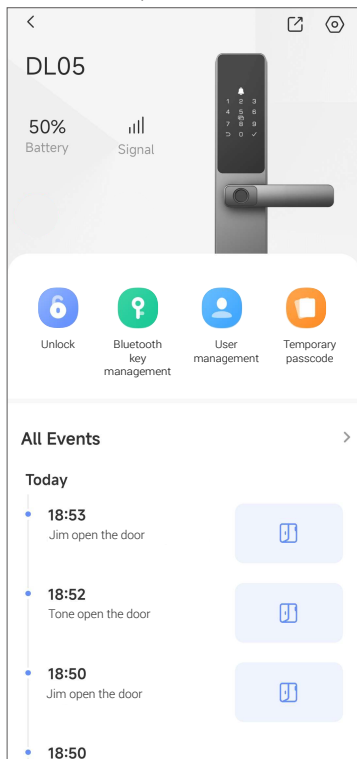 DL05
50%
Battery
Signal
1 2 3
4 5 6
7 8 9
0
Unlock
Bluetooth
key
management
User
management
Temporary
passcode
All Events
Today
18:53
Jim open the door
18:52
Tone open the door
18:50
Jim open the door
18:50